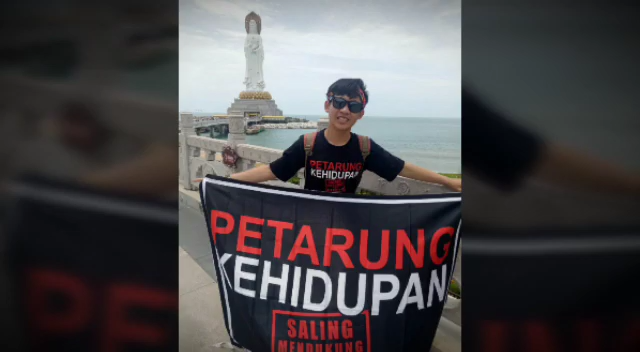 PETARUNG
KEHIDUPAN
PETARUNG
KEHIDUPAN
SALING
MENDUKUNG